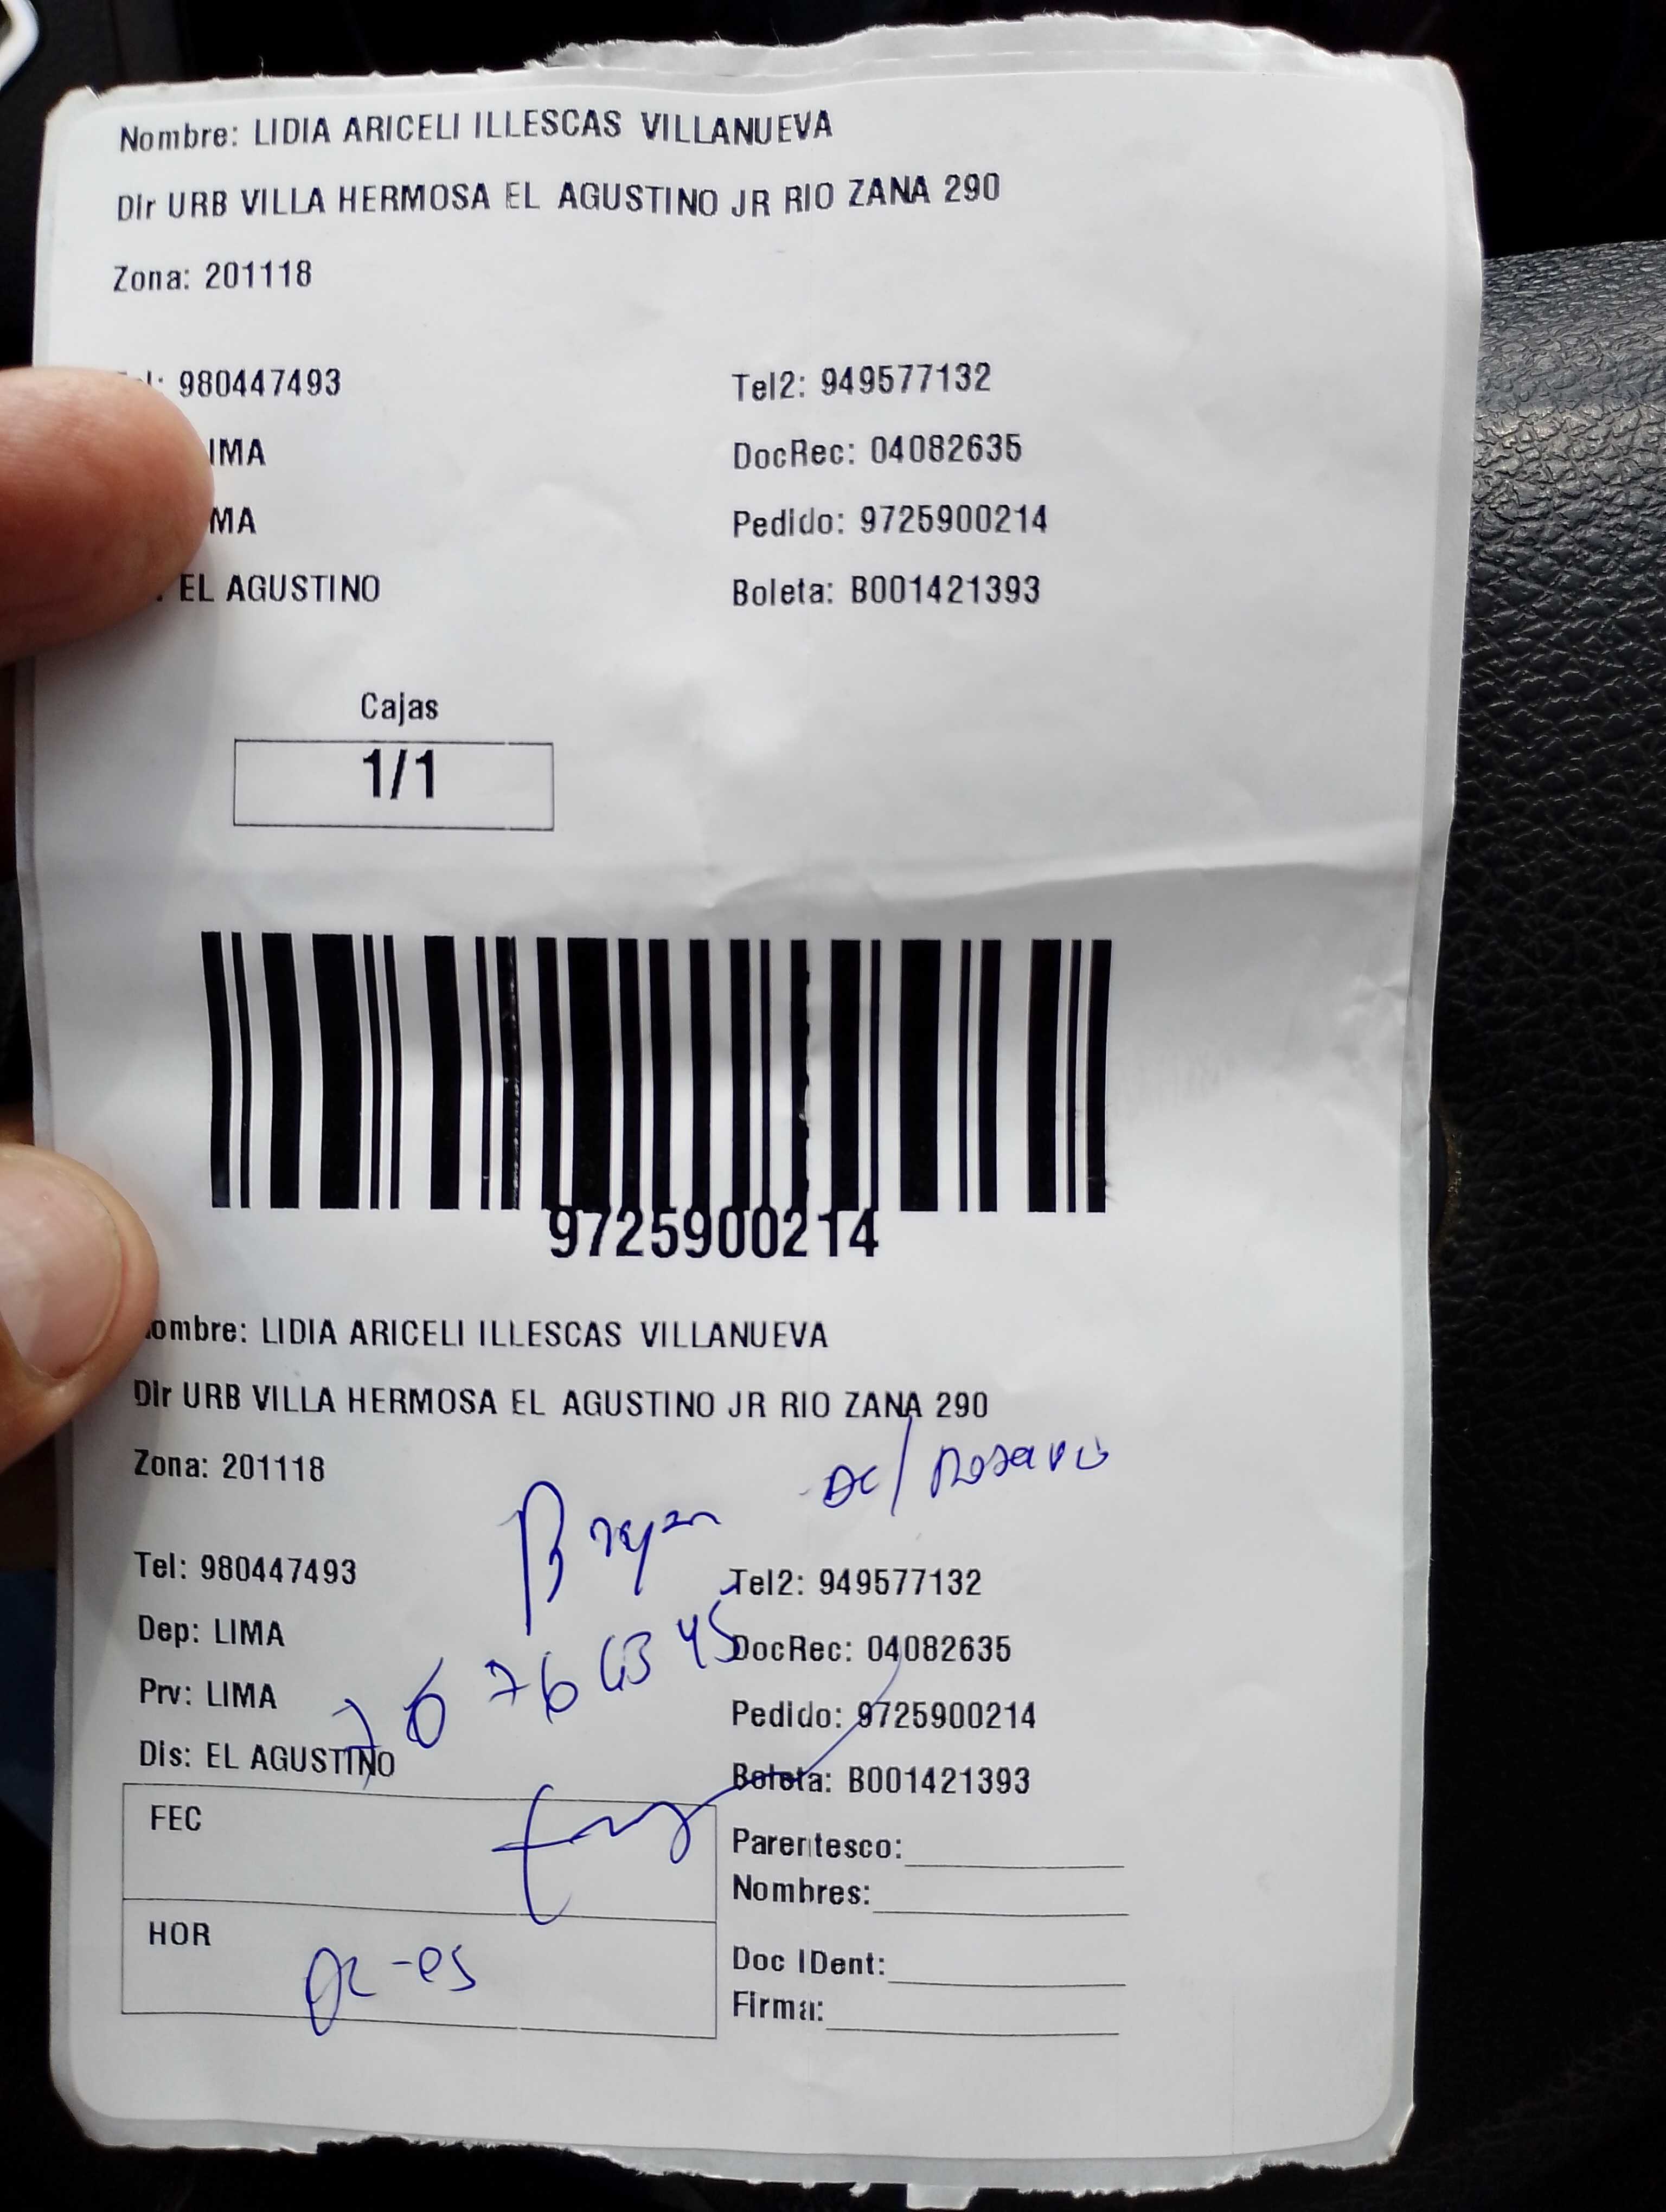 Nombre: LIDIA ARICELI ILLESCAS VILLANUEVA
Dir URB VILLA HERMOSA EL AGUSTINO JR RIO ZANA 290
Zona: 201118
980447493 Tel2: 949577132
DocRec: 04082635
Pedido: 9725900214
EL AGUSTINO Boleta: B001421393
Cajas
1/1
9725900214
ombre: LIDIA ARICELI ILLESCAS VILLANUEVA
Dir URB VILLA HERMOSA EL AGUSTINO JR RIO ZANA 290
Zona: 201118
Brayan
Tel: 980447493 Tel2: 949577132
Dep: LIMA DocRec: 04082635
Prv: LIMA Pedido: 9725900214
Dis: EL AGUSTINO Boleta: B001421393
FEC
Parentesco:
Nombres:
HOR
Doc IDent:
Firma: